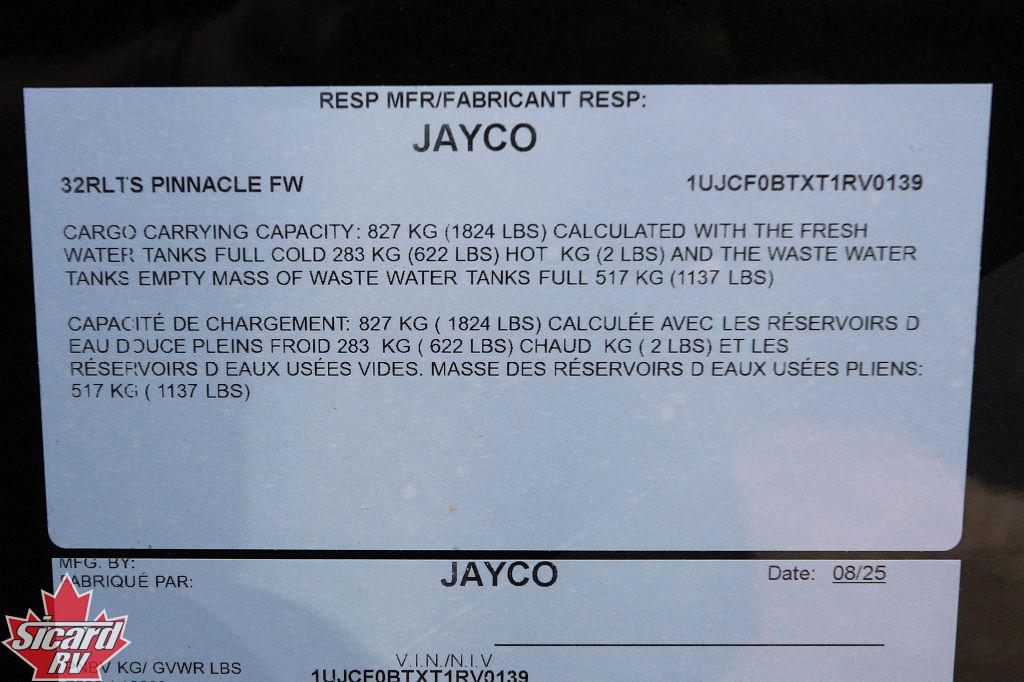 RESP MFR/FABRICANT RESP:
JAYCO
32RLTS PINNACLE FW 1UJCF0BTXT1RV0139
CARGO CARRYING CAPACITY: 827 KG (1824 LBS) CALCULATED WITH THE FRESH
WATER TANKS FULL COLD 283 KG (622 LBS) HOT KG (2 LBS) AND THE WASTE WATER
TANKS EMPTY MASS OF WASTE WATER TANKS FULL 517 KG (1137 LBS)
CAPACITÉ DE CHARGEMENT: 827 KG ( 1824 LBS) CALCULÉE AVEC LES RÉSERVOIRS D
EAU DOUCE PLEINS FROID 283 KG ( 622 LBS) CHAUD KG ( 2 LBS) ET LES
RÉSERVOIRS D EAUX USÉES VIDES. MASSE DES RÉSERVOIRS D EAUX USÉES PLIENS:
517 KG ( 1137 LBS)
MFG. BY:
FABRIQUÉ PAR: JAYCO Date: 08/25
Sicard
RV
KG/ GVWR LBS V.I.N./N.I.V
1UJCF0BTXT1RV0139